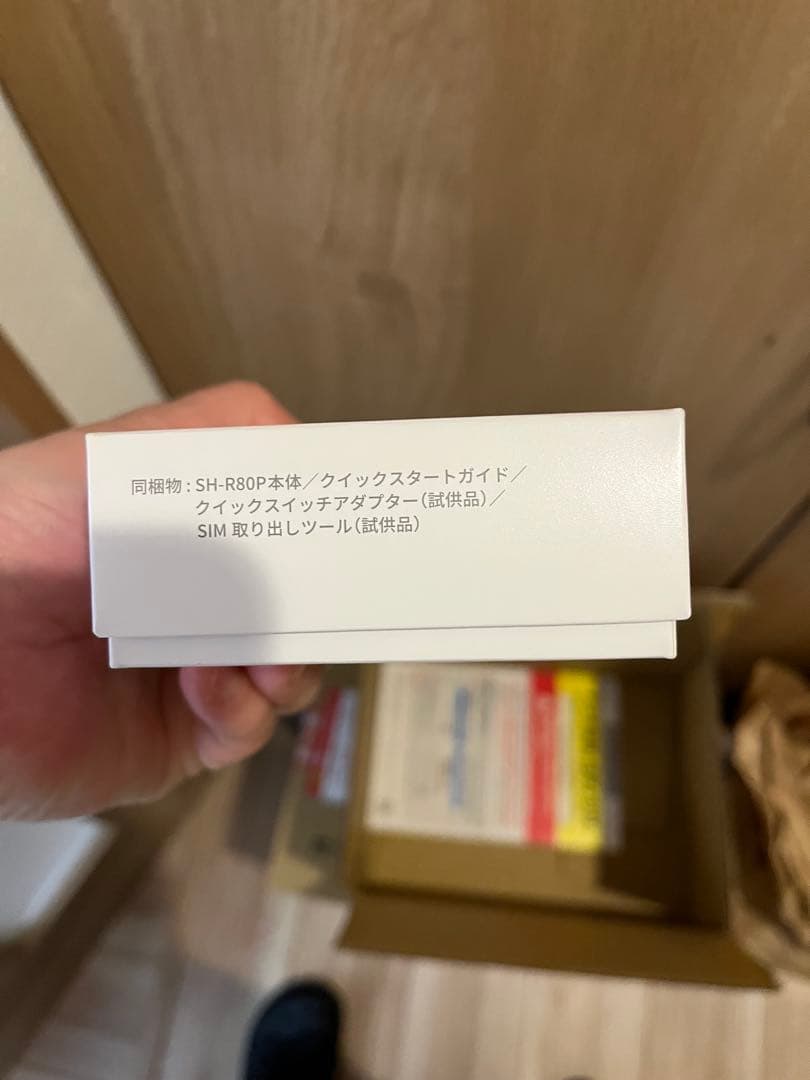 同梱物 : SH-R80P本体／クイックスタートガイド／
クイックスイッチアダプター（試供品）／
SIM 取り出しツール（試供品）